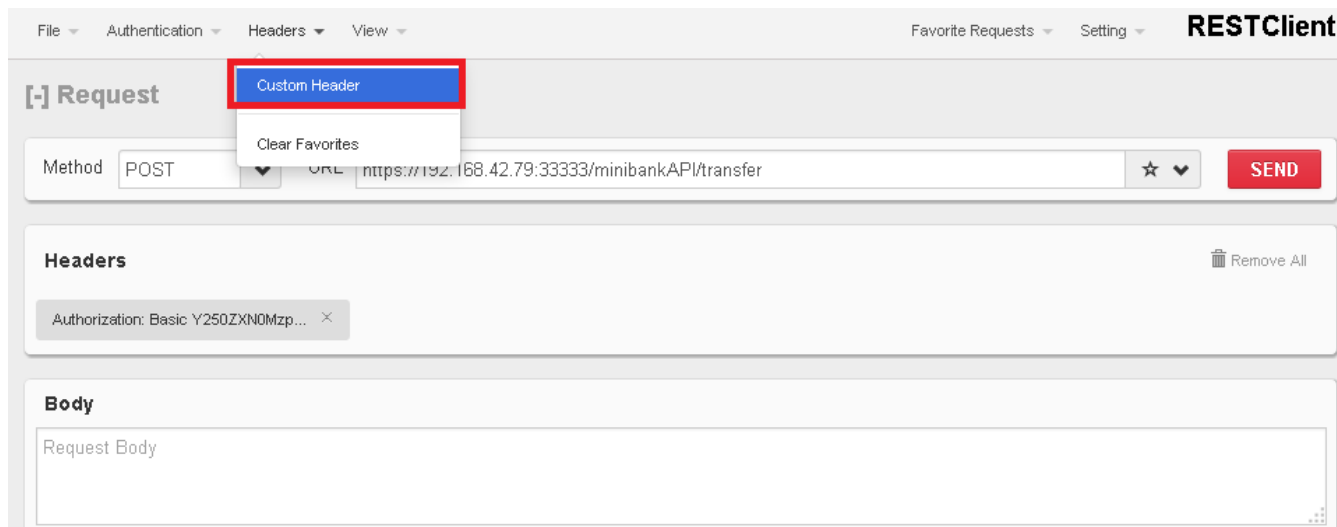 File Authentication Headers View Favorite Requests Setting RESTClient
Custom Header
[-] Request
Clear Favorites
Method POST URL https://192.168.42.79:33333/minibankAPI/transfer SEND
Headers Remove All
Authorization: Basic Y250ZXN0Mzp...
Body
Request Body